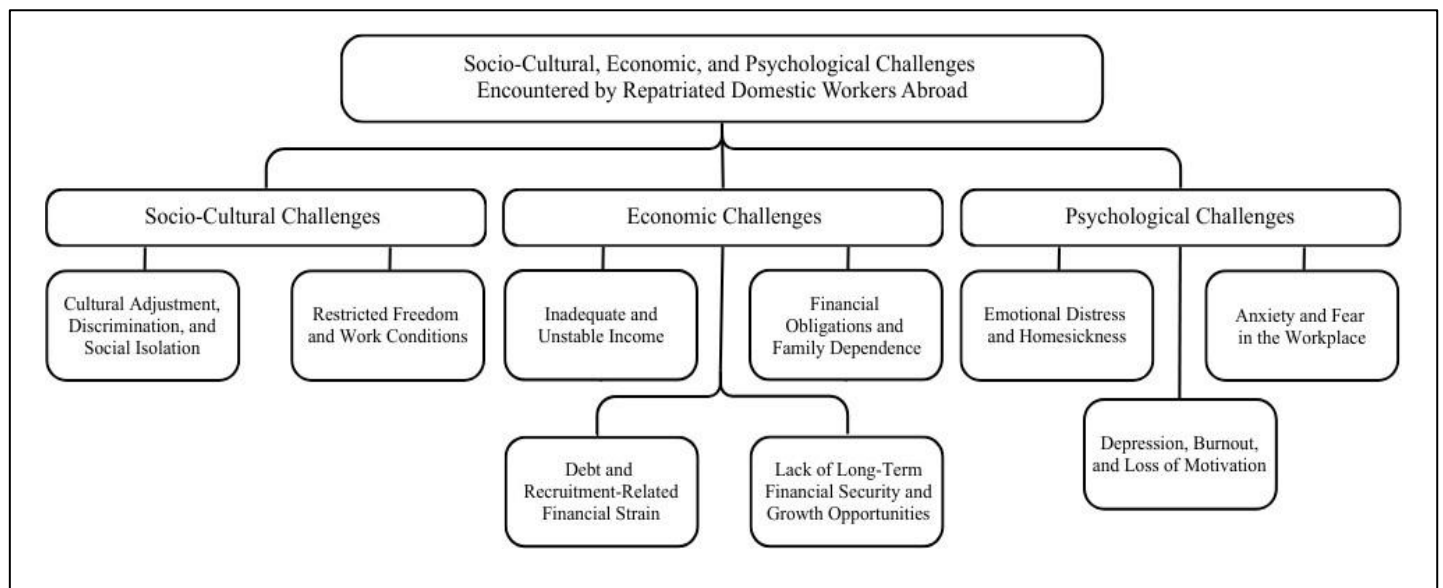 Socio-Cultural, Economic, and Psychological Challenges
Encountered by Repatriated Domestic Workers Abroad
Socio-Cultural Challenges
Economic Challenges
Psychological Challenges
Cultural Adjustment,
Discrimination, and
Social Isolation
Restricted Freedom
and Work Conditions
Inadequate and
Unstable Income
Financial
Obligations and
Family Dependence
Emotional Distress
and Homesickness
Anxiety and Fear
in the Workplace
Debt and
Recruitment-Related
Financial Strain
Lack of Long-Term
Financial Security and
Growth Opportunities
Depression, Burnout,
and Loss of Motivation